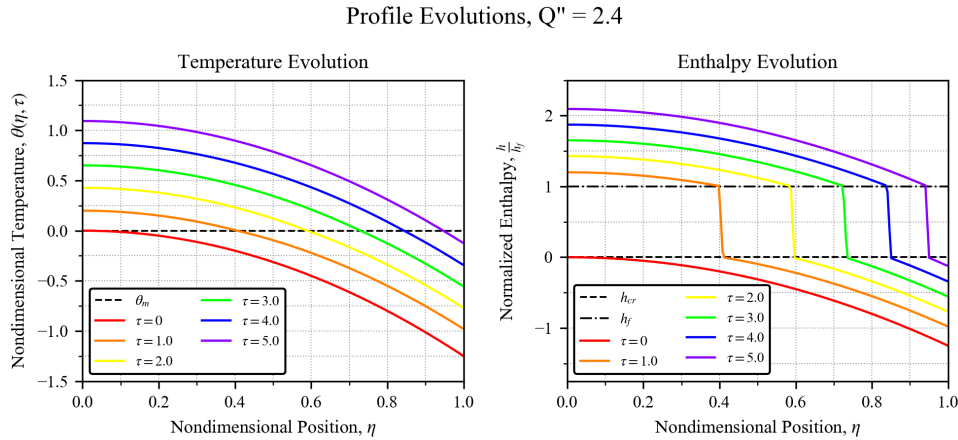 Profile Evolutions, Q" = 2.4
Temperature Evolution
Nondimensional Temperature, θ(η, τ)
1.5
1.0
0.5
0.0
−0.5
−1.0
−1.5
θm
τ = 0
τ = 1.0
τ = 2.0
τ = 3.0
τ = 4.0
τ = 5.0
0.0 0.2 0.4 0.6 0.8 1.0
Nondimensional Position, η
Enthalpy Evolution
Normalized Enthalpy, h/hf
2
1
0
−1
hcr
hf
τ = 0
τ = 1.0
τ = 2.0
τ = 3.0
τ = 4.0
τ = 5.0
0.0 0.2 0.4 0.6 0.8 1.0
Nondimensional Position, η